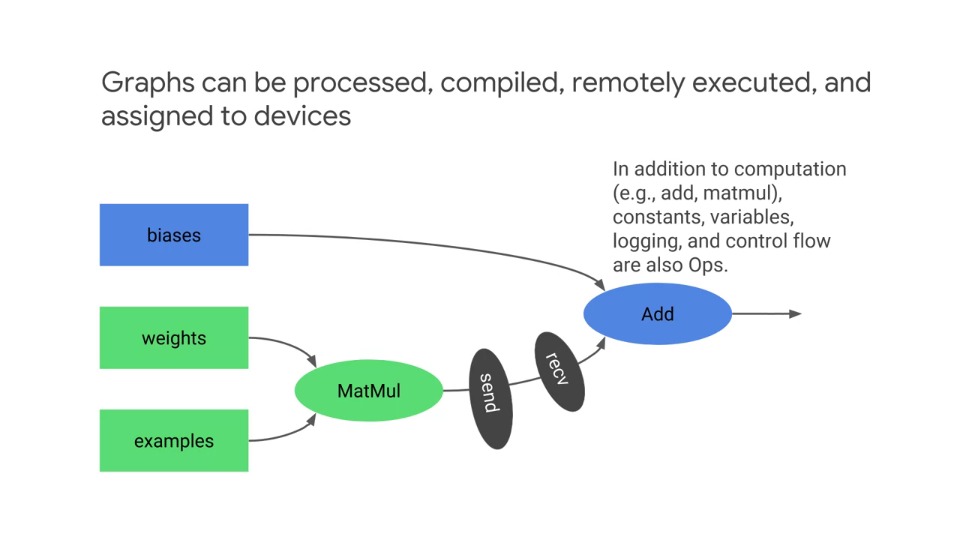 Graphs can be processed, compiled, remotely executed, and
assigned to devices
In addition to computation
(e.g., add, matmul),
constants, variables,
logging, and control flow
are also Ops.
biases
Add
weights
MatMul
send
recv
examples